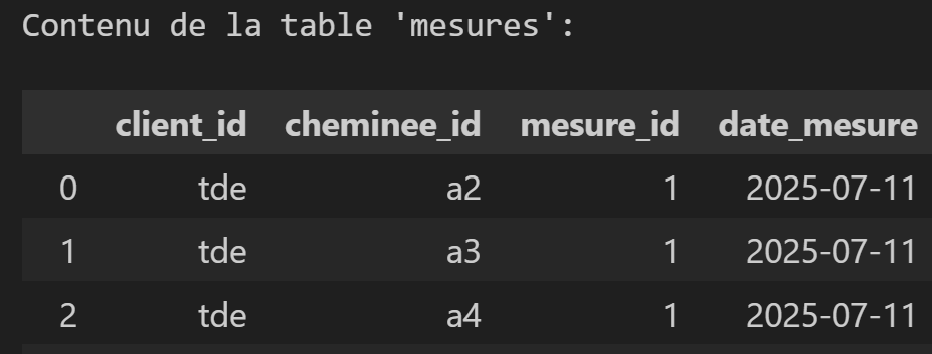 Contenu de la table 'mesures':
client_id cheminee_id mesure_id date_mesure
0 tde a2 1 2025-07-11
1 tde a3 1 2025-07-11
2 tde a4 1 2025-07-11